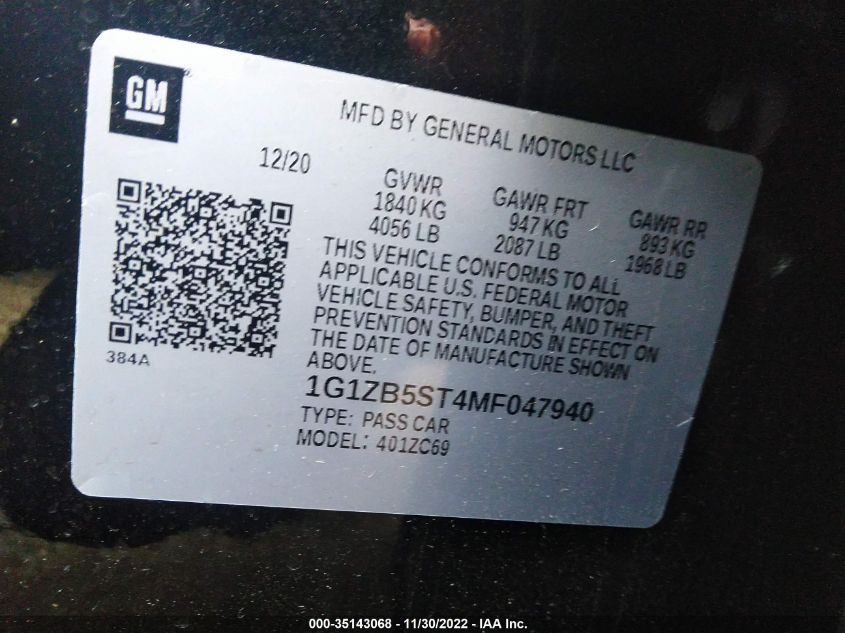 GM
MFD BY GENERAL MOTORS LLC
12/20
GVWR
1840 KG
4056 LB
GAWR FRT
947 KG
2087 LB
GAWR RR
893 KG
1968 LB
THIS VEHICLE CONFORMS TO ALL
APPLICABLE U.S. FEDERAL MOTOR
VEHICLE SAFETY, BUMPER, AND THEFT
PREVENTION STANDARDS IN EFFECT ON
THE DATE OF MANUFACTURE SHOWN
ABOVE.
384A
1G1ZB5ST4MF047940
TYPE: PASS CAR
MODEL: 401ZC69
000-35143068 - 11/30/2022 - IAA Inc.